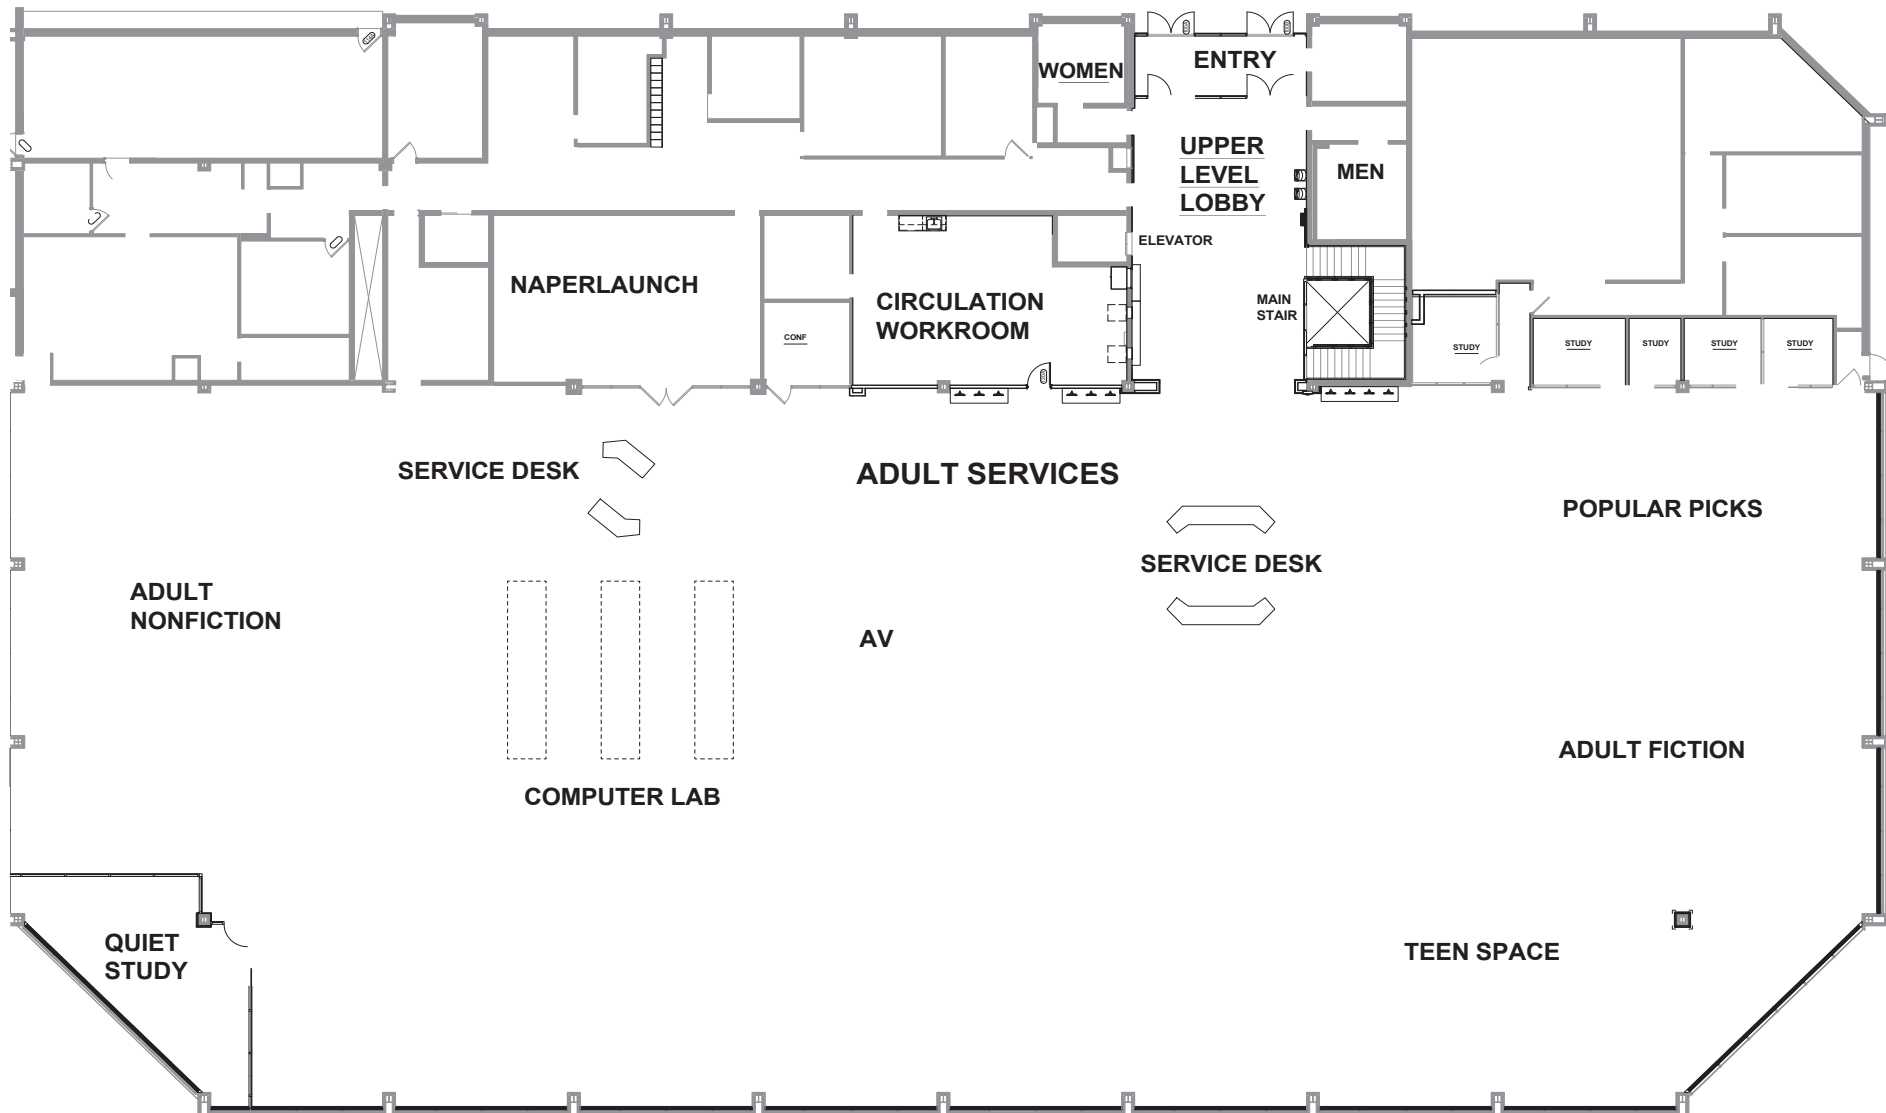 ENTRY
WOMEN
UPPER
LEVEL
LOBBY
MEN
ELEVATOR
NAPERLAUNCH
CIRCULATION
WORKROOM
MAIN
STAIR
CONF
STUDY
STUDY
STUDY
STUDY
STUDY
SERVICE DESK
ADULT SERVICES
POPULAR PICKS
SERVICE DESK
ADULT
NONFICTION
AV
ADULT FICTION
COMPUTER LAB
QUIET
STUDY
TEEN SPACE